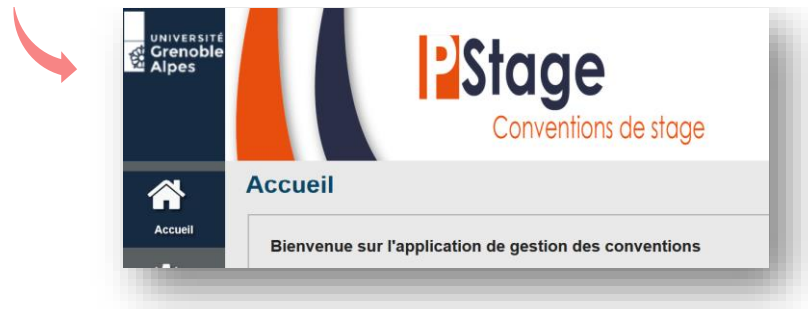 UNIVERSITÉ
Grenoble
Alpes
PStage
Conventions de stage
Accueil
Accueil
Bienvenue sur l'application de gestion des conventions